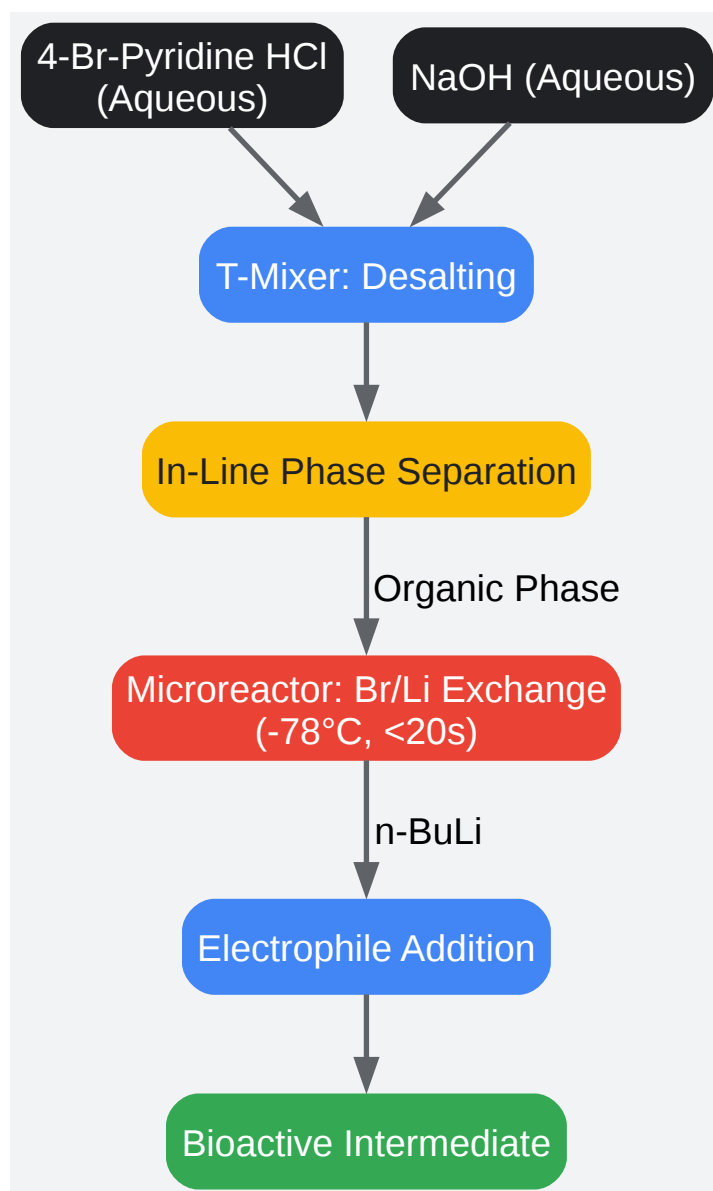 4-Br-Pyridine HCl
(Aqueous)
NaOH (Aqueous)
T-Mixer: Desalting
In-Line Phase Separation
Organic Phase
Microreactor: Br/Li Exchange
(-78°C, <20s)
n-BuLi
Electrophile Addition
Bioactive Intermediate